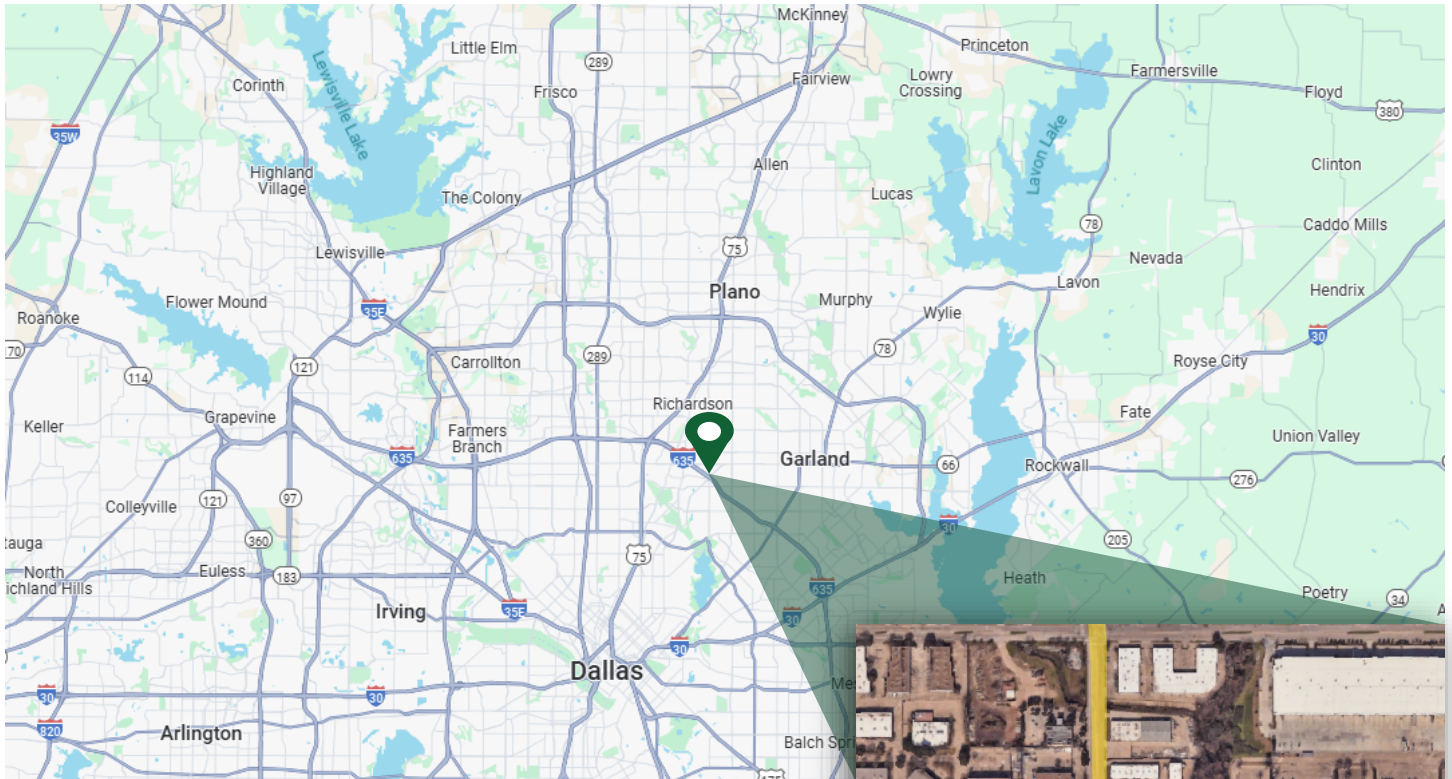 McKinney
Little Elm
Princeton
289
Farmersville
Corinth
Frisco
Fairview
Lowry
Crossing
Floyd
380
Lewisville Lake
35W
Lavon Lake
Allen
Clinton
Highland
Village
The Colony
Lucas
78
Caddo Mills
75
Lewisville
Nevada
Lavon
Plano
Hendrix
Flower Mound
35E
Murphy
Wylie
Roanoke
30
70
289
78
Carrollton
Royse City
121
114
Richardson
Fate
Grapevine
Keller
Farmers
Branch
Union Valley
635
635
Garland
66
Rockwall
276
121
97
Colleyville
30
360
205
75
North
Euless
183
Heath
635
Poetry
34
Irving
35E
30
30
Dallas
30
30
820
Arlington